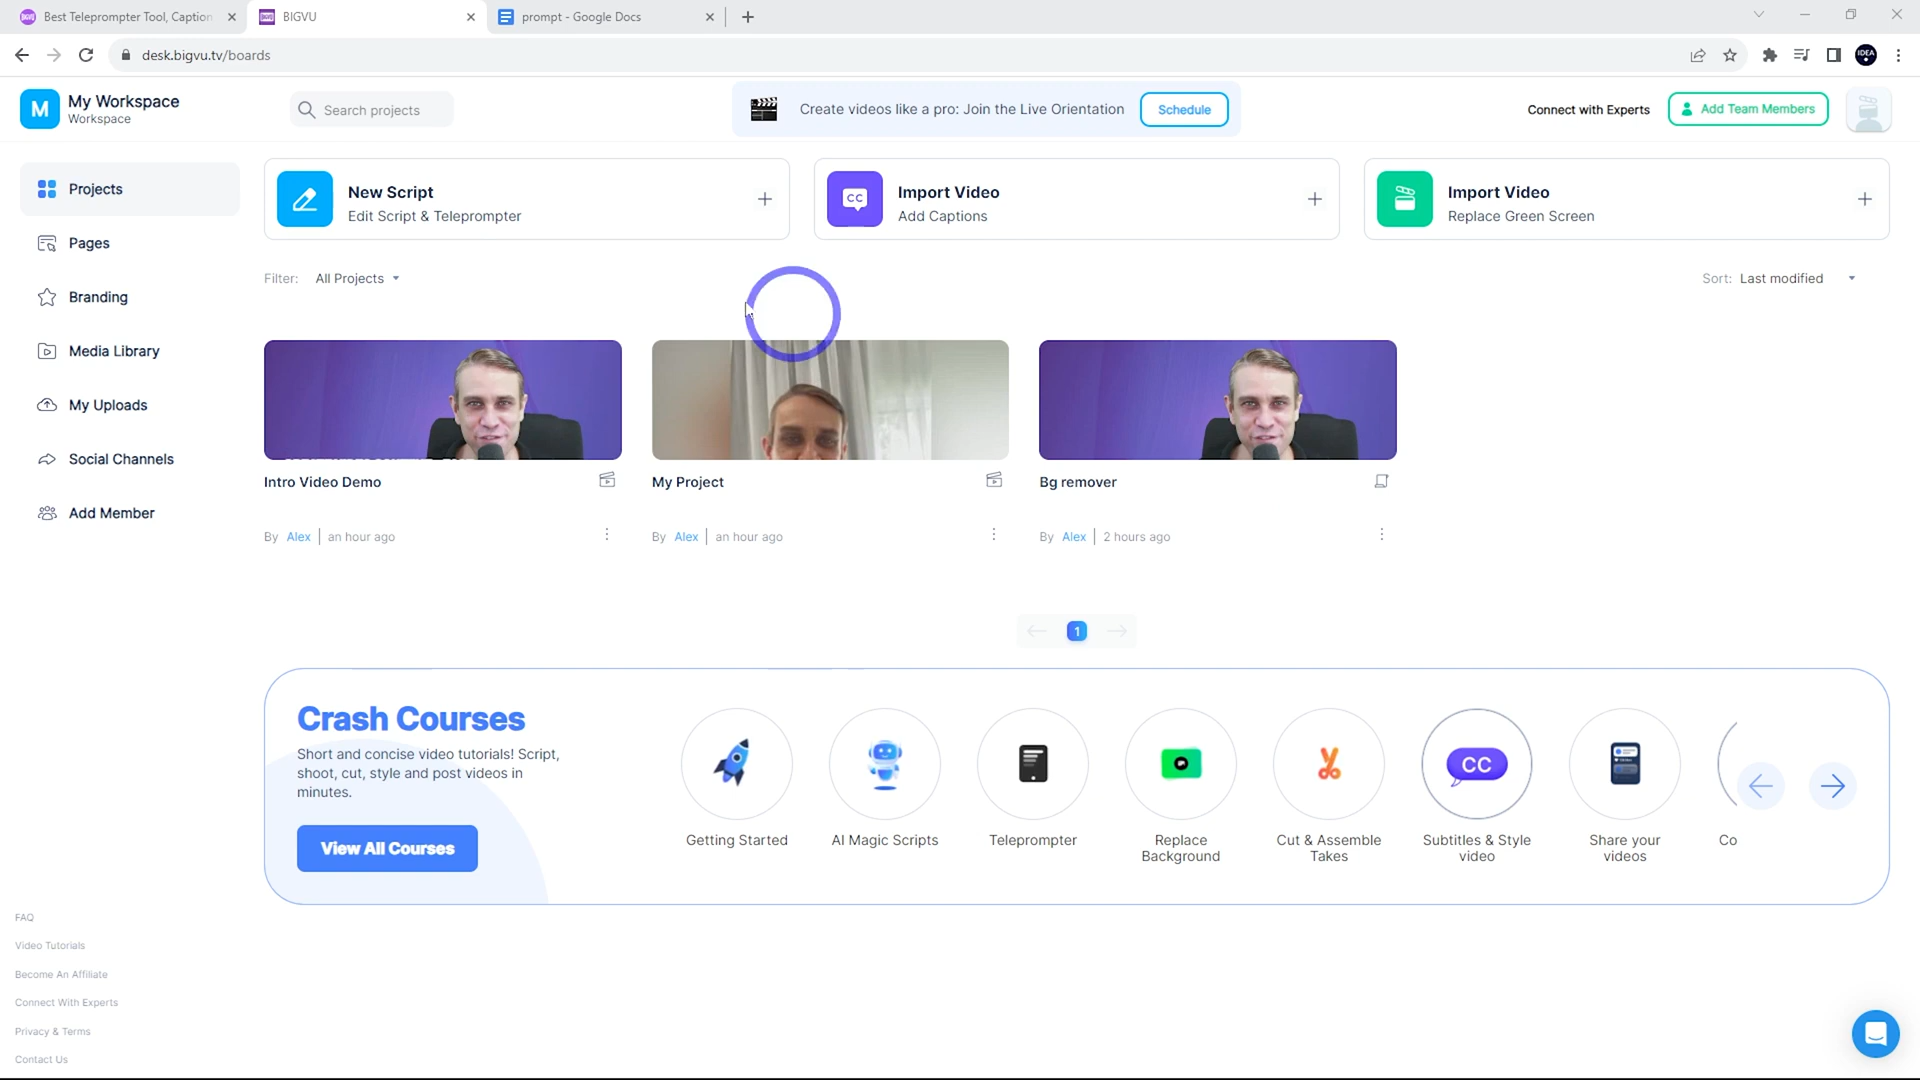 Best Teleprompter Tool, Caption
BIGVU
prompt - Google Docs
desk.bigvu.tv/boards
IDEA
M
My Workspace
Workspace
Search projects
Create videos like a pro: Join the Live Orientation
Schedule
Connect with Experts
Add Team Members
Projects
Pages
Branding
Media Library
My Uploads
Social Channels
Add Member
New Script
Edit Script & Teleprompter
CC
Import Video
Add Captions
Import Video
Replace Green Screen
Filter:
All Projects
Sort:
Last modified
Intro Video Demo
By Alex | an hour ago
My Project
By Alex | an hour ago
Bg remover
By Alex | 2 hours ago
1
Crash Courses
Short and concise video tutorials! Script,
shoot, cut, style and post videos in
minutes.
View All Courses
Getting Started
AI Magic Scripts
Teleprompter
Replace
Background
Cut & Assemble
Takes
CC
Subtitles & Style
video
Share your
videos
Co
FAQ
Video Tutorials
Become An Affiliate
Connect With Experts
Privacy & Terms
Contact Us